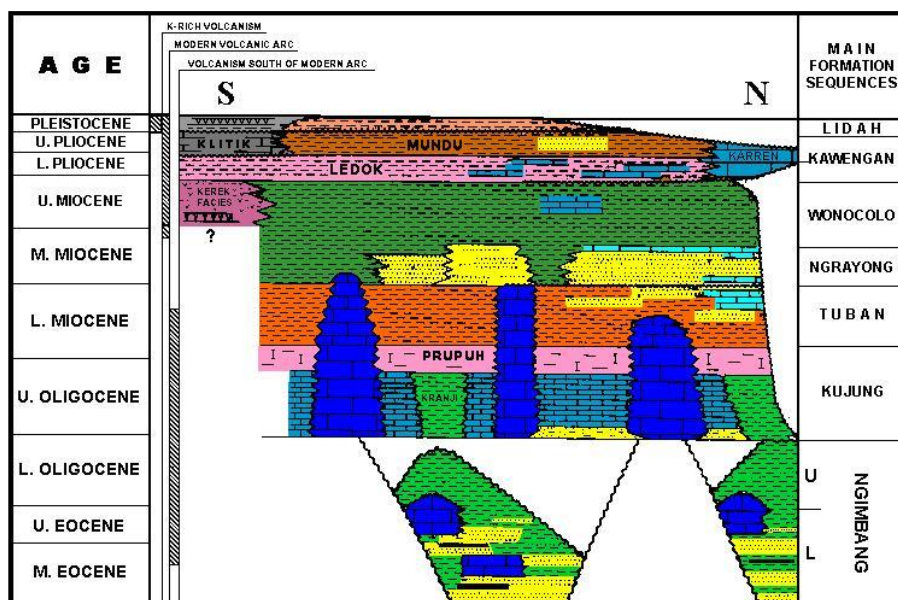 K-RICH VOLCANISM
MODERN VOLCANIC ARC
VOLCANISM SOUTH OF MODERN ARC
AGE
S
N
MAIN
FORMATION
SEQUENCES
PLEISTOCENE
U. PLIOCENE
L. PLIOCENE
U. MIOCENE
M. MIOCENE
L. MIOCENE
U. OLIGOCENE
L. OLIGOCENE
U. EOCENE
M. EOCENE
KLITIK
MUNDU
KARREN
LEDOK
KEREK
FACIES
?
PRUPUH
KRANJI
LIDAH
KAWENGAN
WONOCOLO
NGRAYONG
TUBAN
KUJUNG
U
L
NGIMBANG